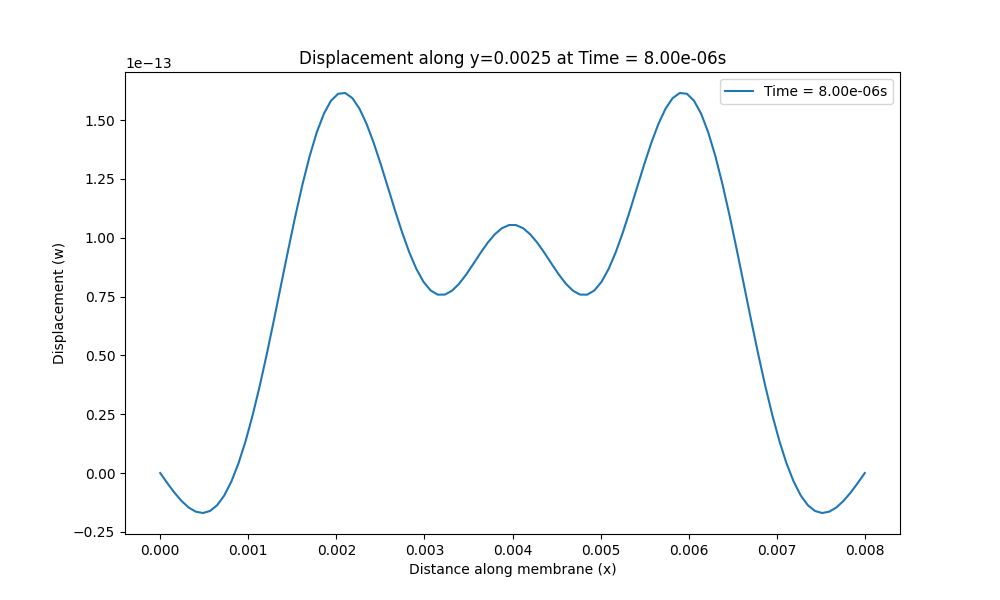 Displacement along y=0.0025 at Time = 8.00e-06s
1e−13
Time = 8.00e-06s
1.50
1.25
1.00
0.75
0.50
0.25
0.00
−0.25
Displacement (w)
0.000 0.001 0.002 0.003 0.004 0.005 0.006 0.007 0.008
Distance along membrane (x)